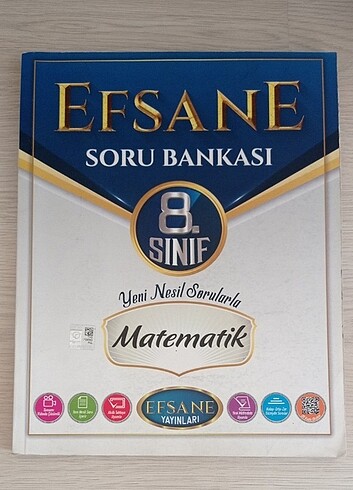 EFSANE
SORU BANKASI
8.
SINIF
Yeni Nesil Sorularla
Matematik
EFSANE
YAYINLARI